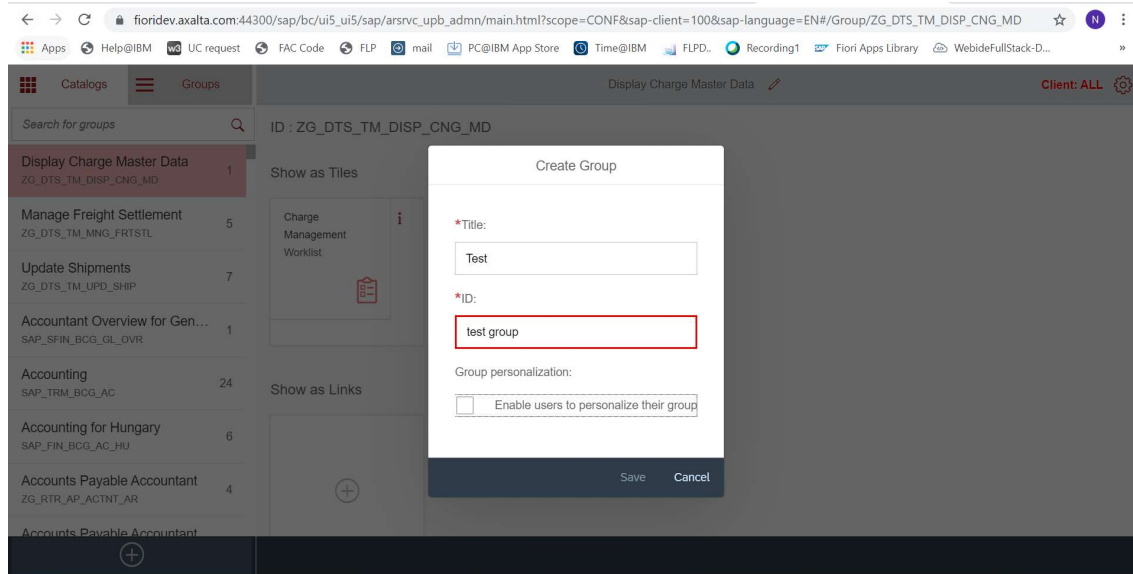 fioridev.axalta.com:44300/sap/bc/ui5_ui5/sap/arsrvc_upb_admn/main.html?scope=CONF&sap-client=100&sap-language=EN#/Group/ZG_DTS_TM_DISP_CNG_MD
N
Apps Help@IBM w3 UC request FAC Code FLP mail PC@IBM App Store Time@IBM FLPD.. Recording1 Fiori Apps Library WebideFullStack-D... »
Catalogs Groups Display Charge Master Data Client: ALL
Search for groups
ID : ZG_DTS_TM_DISP_CNG_MD
Display Charge Master Data 1
ZG_DTS_TM_DISP_CNG_MD
Manage Freight Settlement 5
ZG_DTS_TM_MNG_FRTSTL
Update Shipments 7
ZG_DTS_TM_UPD_SHIP
Accountant Overview for Gen... 1
SAP_SFIN_BCG_GL_OVR
Accounting 24
SAP_TRM_BCG_AC
Accounting for Hungary 6
SAP_FIN_BCG_AC_HU
Accounts Payable Accountant 4
ZG_RTR_AP_ACTNT_AR
Accounts Payable Accountant
Show as Tiles
Charge i
Management
Worklist
Show as Links
Create Group
*Title:
Test
*ID:
test group
Group personalization:
Enable users to personalize their group
Save Cancel